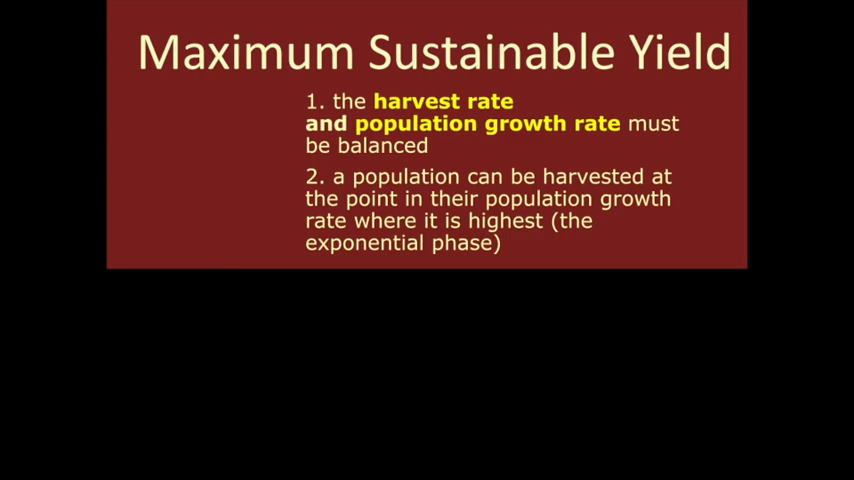 Maximum Sustainable Yield
1. the harvest rate
and population growth rate must
be balanced
2. a population can be harvested at
the point in their population growth
rate where it is highest (the
exponential phase)